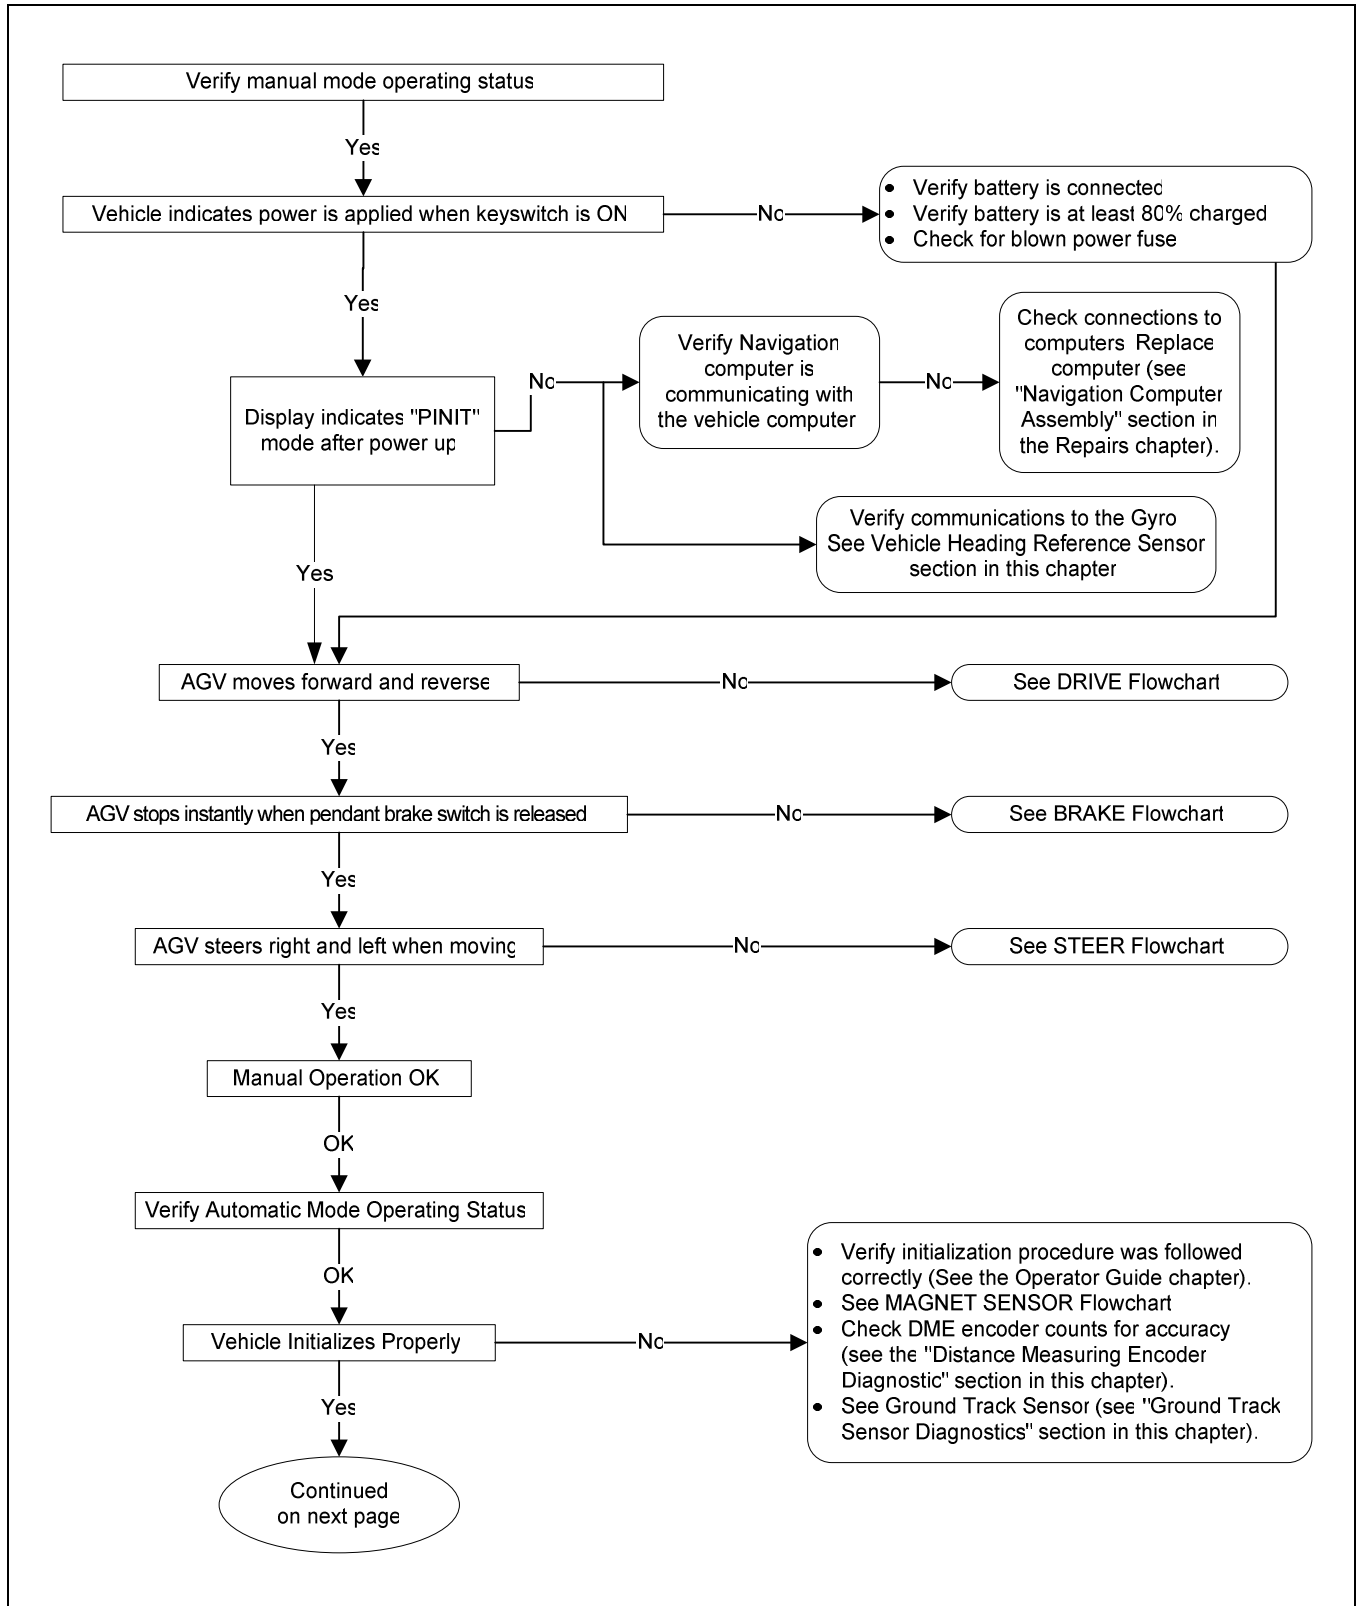 Verify manual mode operating status
Yes
Vehicle indicates power is applied when keyswitch is ON
No
• Verify battery is connected
• Verify battery is at least 80% charged
• Check for blown power fuse
Yes
Display indicates "PINIT"
mode after power up
No
Verify Navigation
computer is
communicating with
the vehicle computer
No
Check connections to
computers Replace
computer (see
"Navigation Computer
Assembly" section in
the Repairs chapter).
Verify communications to the Gyro
See Vehicle Heading Reference Sensor
section in this chapter
Yes
AGV moves forward and reverse
No
See DRIVE Flowchart
Yes
AGV stops instantly when pendant brake switch is released
No
See BRAKE Flowchart
Yes
AGV steers right and left when moving
No
See STEER Flowchart
Yes
Manual Operation OK
OK
Verify Automatic Mode Operating Status
OK
Vehicle Initializes Properly
No
• Verify initialization procedure was followed
correctly (See the Operator Guide chapter).
• See MAGNET SENSOR Flowchart
• Check DME encoder counts for accuracy
(see the "Distance Measuring Encoder
Diagnostic" section in this chapter).
• See Ground Track Sensor (see "Ground Track
Sensor Diagnostics" section in this chapter).
Yes
Continued
on next page